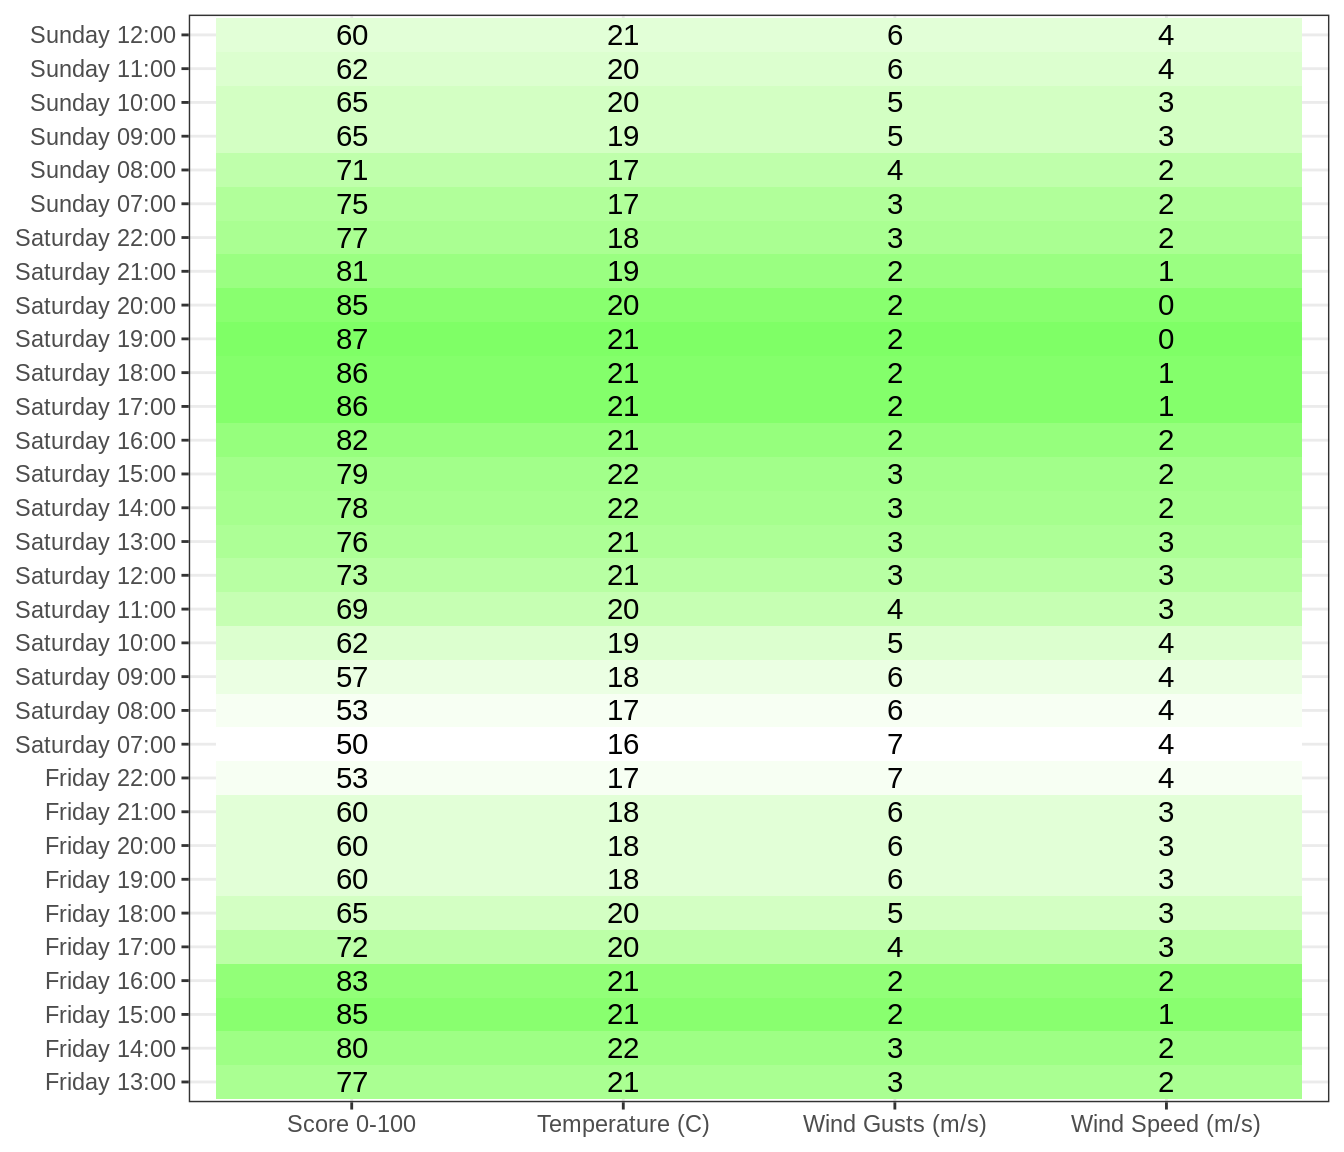 Sunday 12:00 60 21 6 4
Sunday 11:00 62 20 6 4
Sunday 10:00 65 20 5 3
Sunday 09:00 65 19 5 3
Sunday 08:00 71 17 4 2
Sunday 07:00 75 17 3 2
Saturday 22:00 77 18 3 2
Saturday 21:00 81 19 2 1
Saturday 20:00 85 20 2 0
Saturday 19:00 87 21 2 0
Saturday 18:00 86 21 2 1
Saturday 17:00 86 21 2 1
Saturday 16:00 82 21 2 2
Saturday 15:00 79 22 3 2
Saturday 14:00 78 22 3 2
Saturday 13:00 76 21 3 3
Saturday 12:00 73 21 3 3
Saturday 11:00 69 20 4 3
Saturday 10:00 62 19 5 4
Saturday 09:00 57 18 6 4
Saturday 08:00 53 17 6 4
Saturday 07:00 50 16 7 4
Friday 22:00 53 17 7 4
Friday 21:00 60 18 6 3
Friday 20:00 60 18 6 3
Friday 19:00 60 18 6 3
Friday 18:00 65 20 5 3
Friday 17:00 72 20 4 3
Friday 16:00 83 21 2 2
Friday 15:00 85 21 2 1
Friday 14:00 80 22 3 2
Friday 13:00 77 21 3 2
Score 0-100 Temperature (C) Wind Gusts (m/s) Wind Speed (m/s)